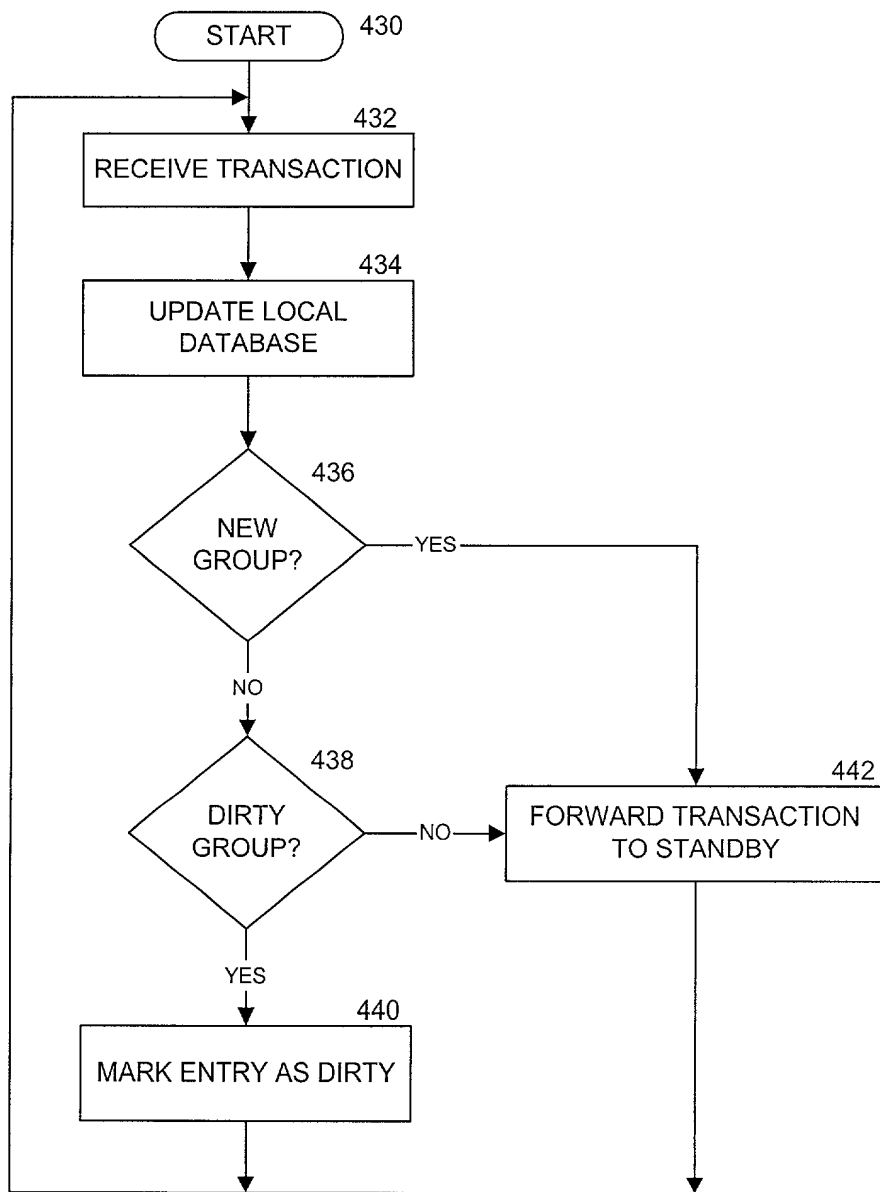 START
430
432
RECEIVE TRANSACTION
434
UPDATE LOCAL
DATABASE
436
NEW
GROUP?
YES
NO
438
DIRTY
GROUP?
NO
442
FORWARD TRANSACTION
TO STANDBY
YES
440
MARK ENTRY AS DIRTY